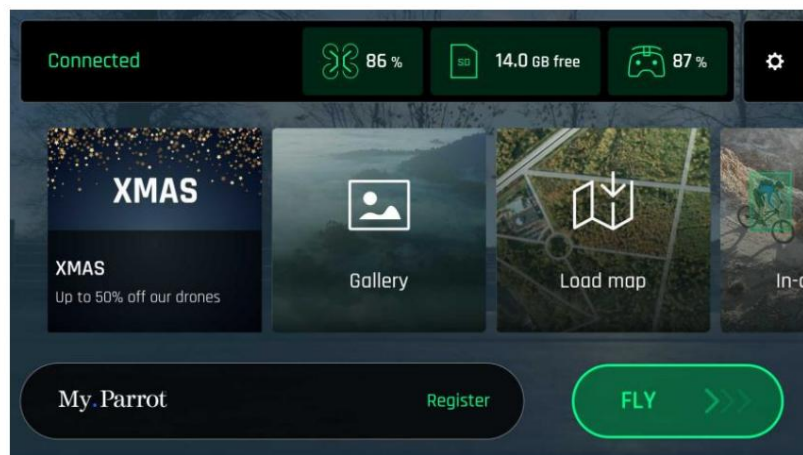 Connected
86 %
SD
14.0 GB free
87 %
XMAS
XMAS
Up to 50% off our drones
Gallery
Load map
In-
My.Parrot
Register
FLY